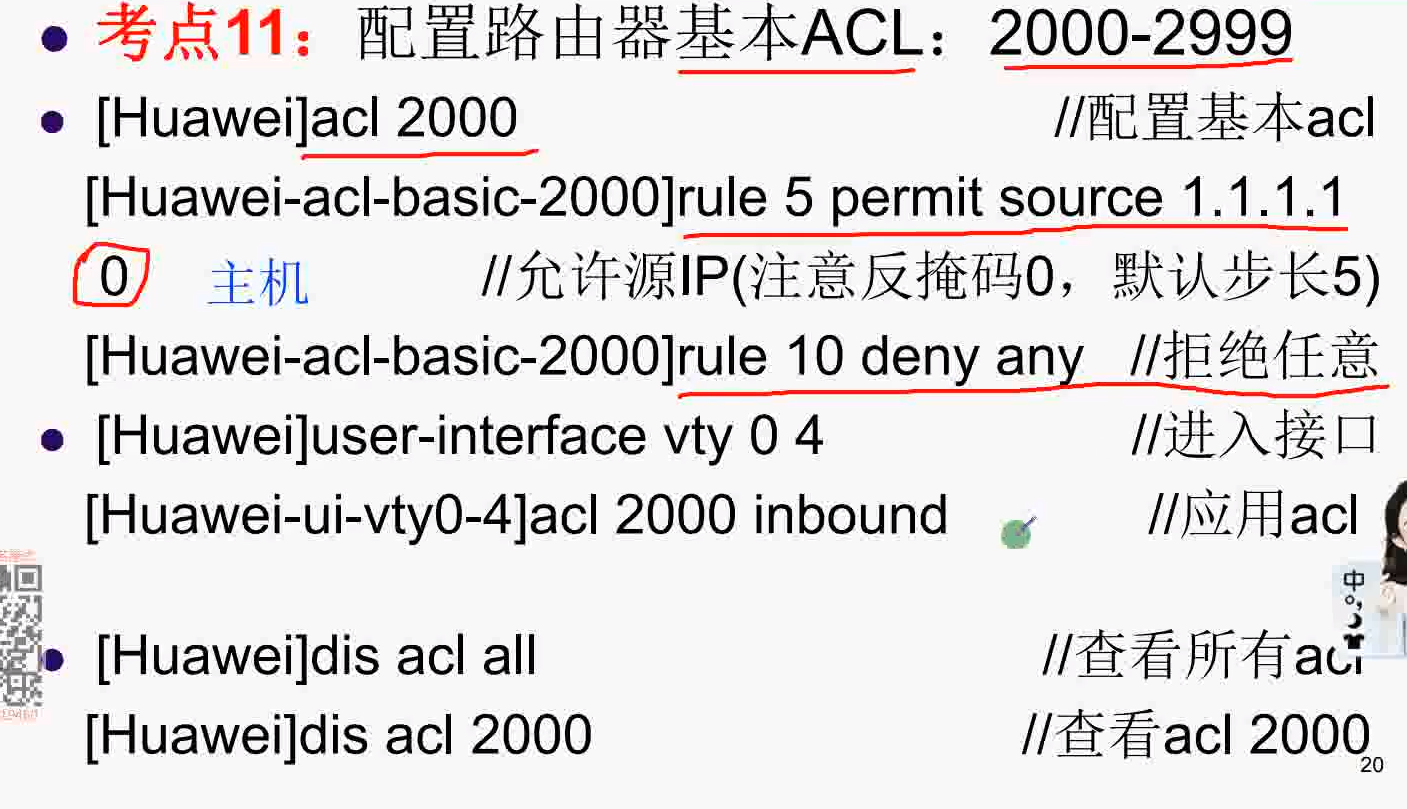 考点11：配置路由器基本ACL：2000-2999
[Huawei]acl 2000 //配置基本acl
[Huawei-acl-basic-2000]rule 5 permit source 1.1.1.1
0 主机 //允许源IP(注意反掩码0，默认步长5)
[Huawei-acl-basic-2000]rule 10 deny any //拒绝任意
[Huawei]user-interface vty 0 4 //进入接口
[Huawei-ui-vty0-4]acl 2000 inbound //应用acl
中
[Huawei]dis acl all //查看所有acl
[Huawei]dis acl 2000 //查看acl 2000
20